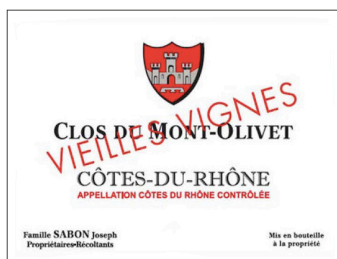 VIEILLES VIGNES
CLOS DU MONT-OLIVET
CÔTES-DU-RHÔNE
APPELLATION CÔTES DU RHÔNE CONTRÔLÉE
Famille SABON Joseph
Propriétaires-Récoltants
Mis en bouteille
à la propriété